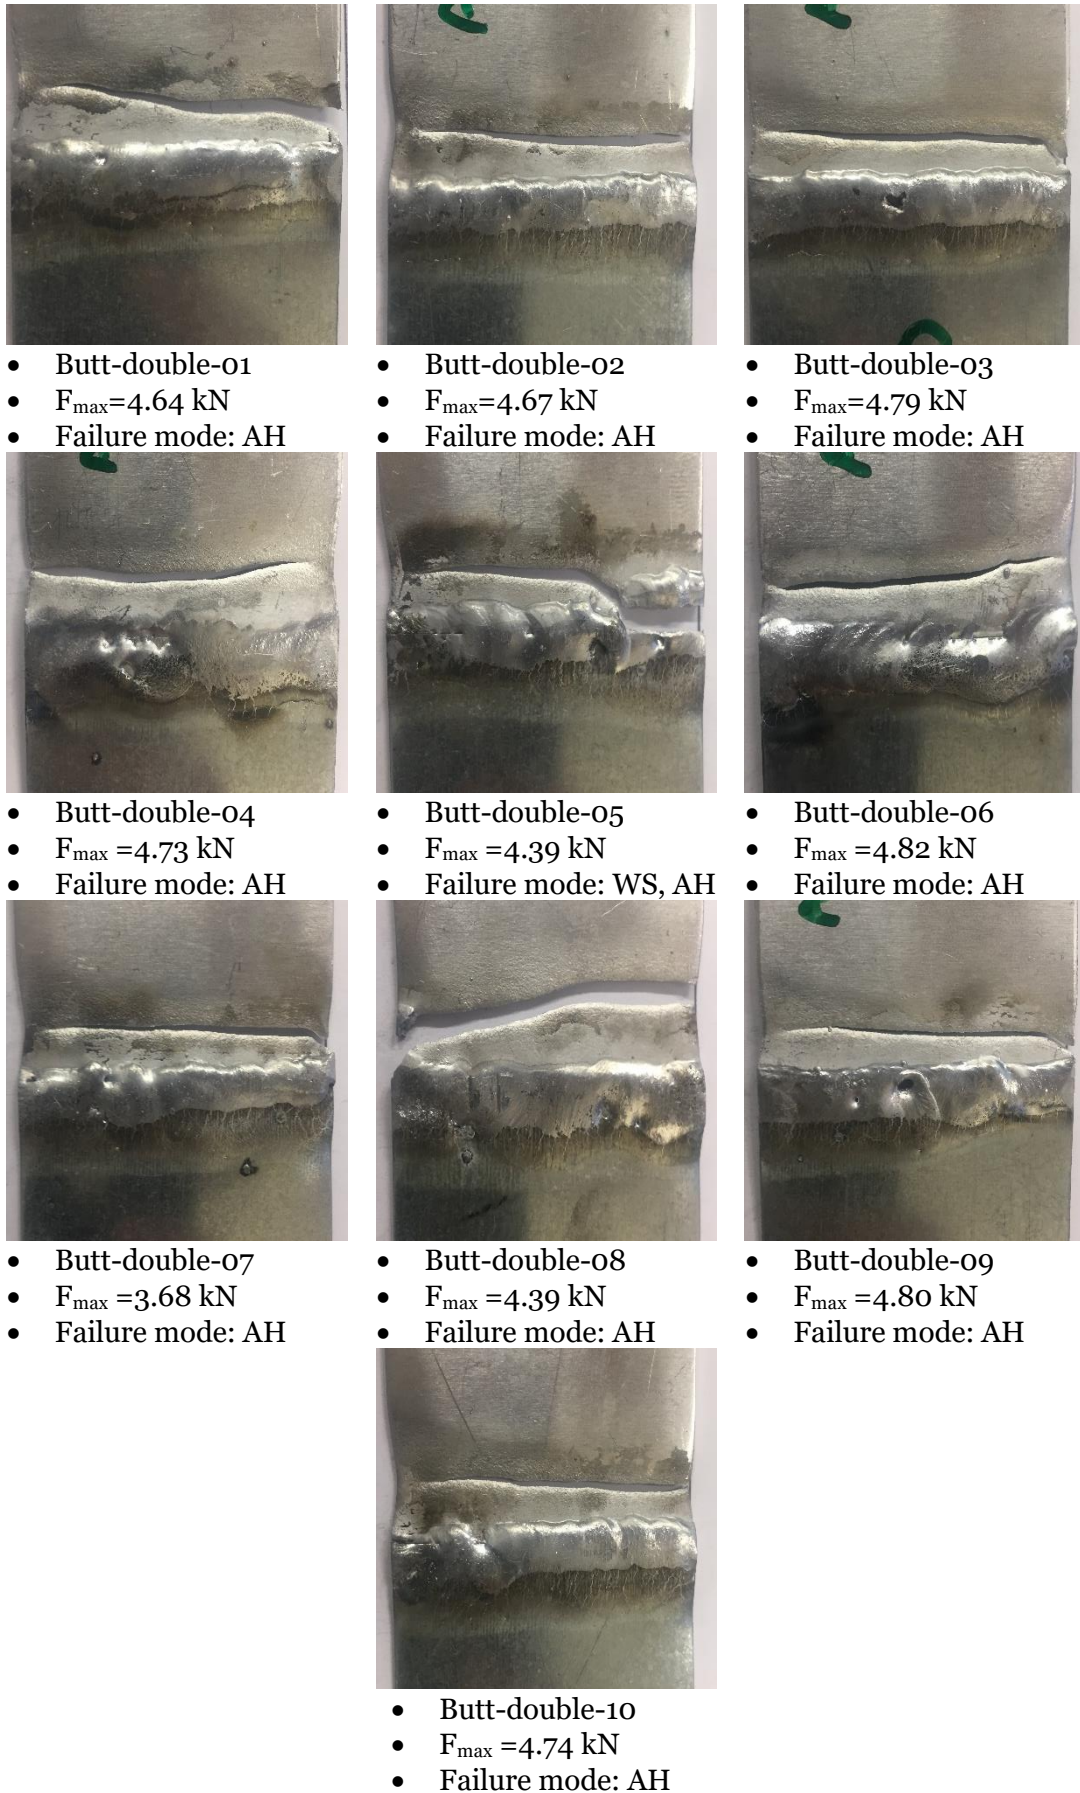 • Butt-double-01
• Fmax=4.64 kN
• Failure mode: AH
• Butt-double-02
• Fmax=4.67 kN
• Failure mode: AH
• Butt-double-03
• Fmax=4.79 kN
• Failure mode: AH
• Butt-double-04
• Fmax =4.73 kN
• Failure mode: AH
• Butt-double-05
• Fmax =4.39 kN
• Failure mode: WS, AH
• Butt-double-06
• Fmax =4.82 kN
• Failure mode: AH
• Butt-double-07
• Fmax =3.68 kN
• Failure mode: AH
• Butt-double-08
• Fmax =4.39 kN
• Failure mode: AH
• Butt-double-09
• Fmax =4.80 kN
• Failure mode: AH
• Butt-double-10
• Fmax =4.74 kN
• Failure mode: AH